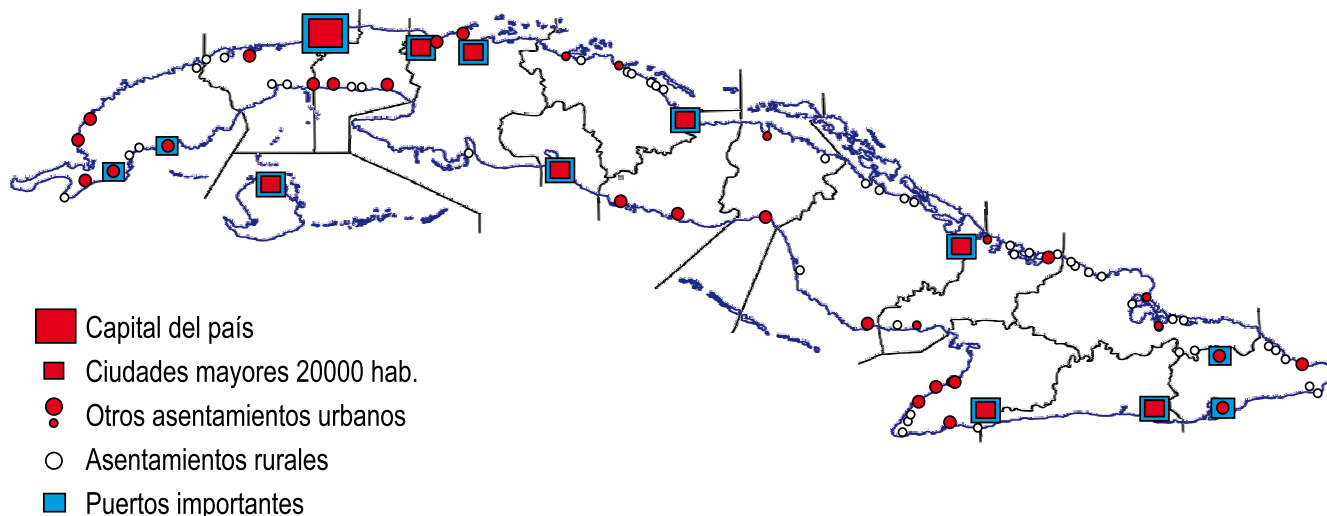 Capital del país
Ciudades mayores 20000 hab.
Otros asentamientos urbanos
Asentamientos rurales
Puertos importantes